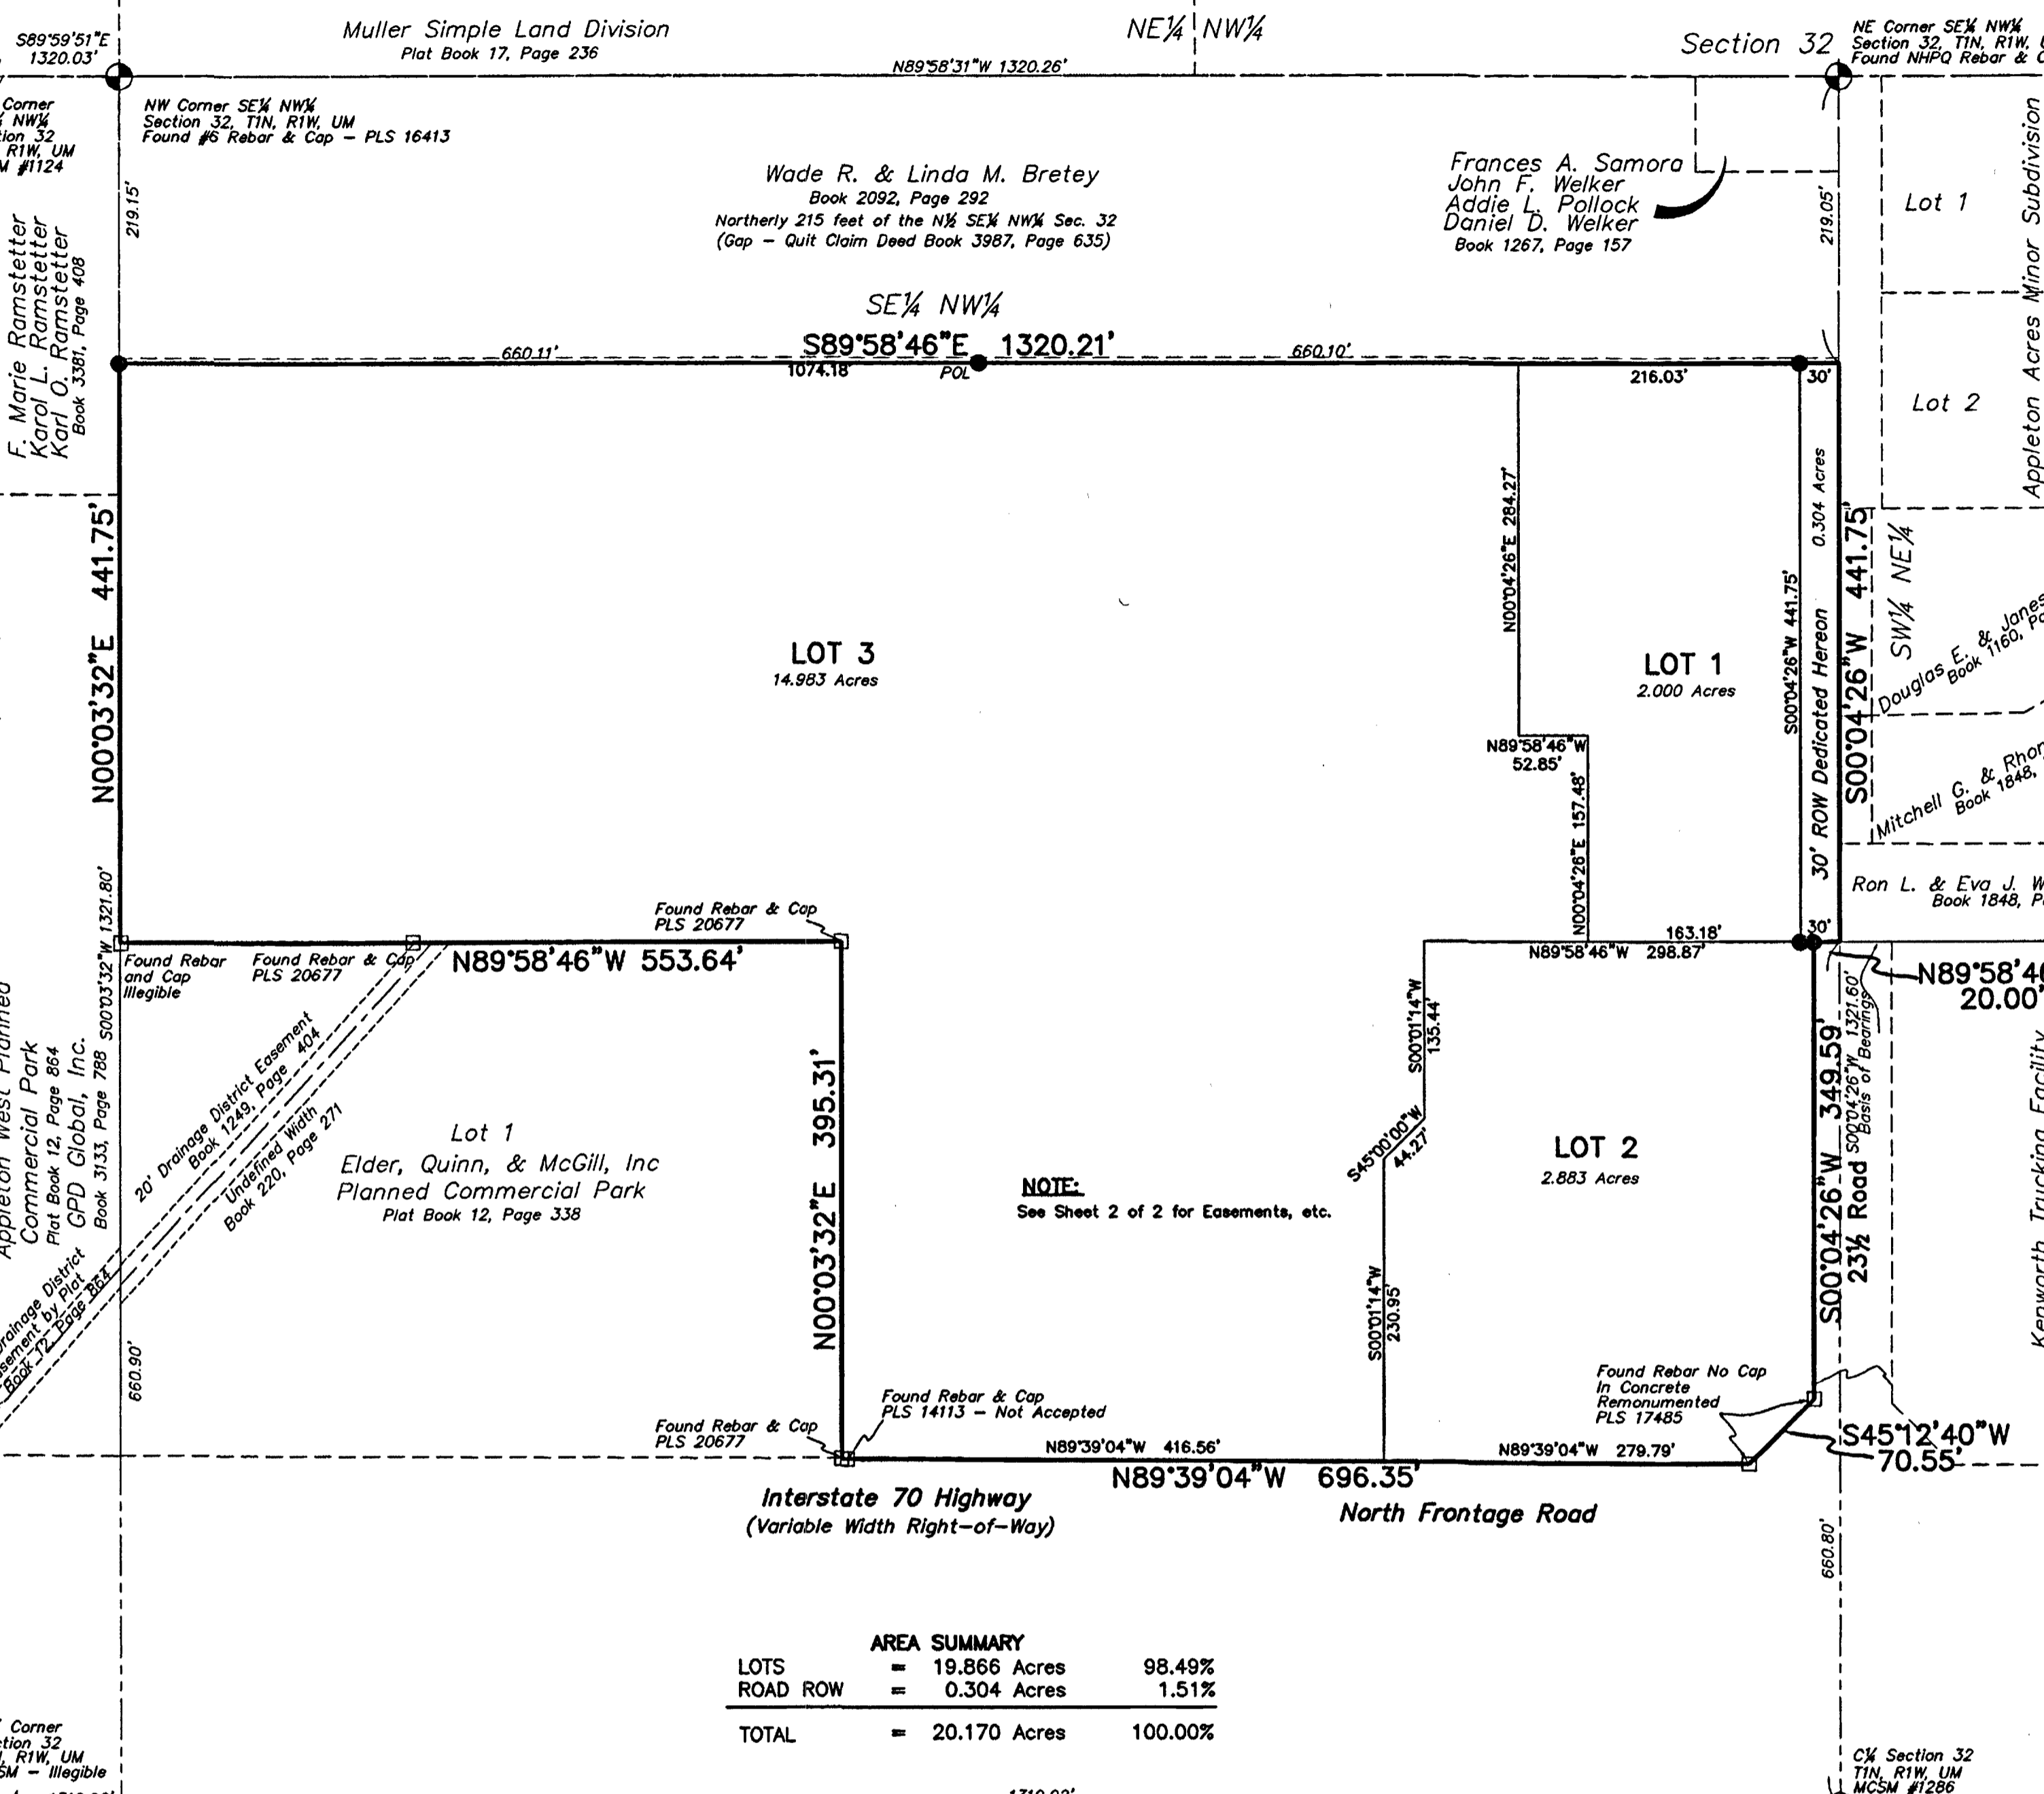 S89°59'51"E
1320.03'
Muller Simple Land Division
Plat Book 17, Page 236
N89°58'31"W 1320.26'
NE¼ NW¼
Section 32
NE Corner SE¼ NW¼
Section 32, T1N, R1W,
Found NHPQ Rebar &
Corner
NW¼
32
R1W, UM
#1124
NW Corner SE¼ NW¼
Section 32, T1N, R1W, UM
Found #6 Rebar & Cap – PLS 16413
219.15'
Wade R. & Linda M. Bretey
Book 2092, Page 292
Northerly 215 feet of the N½ SE¼ NW¼ Sec. 32
(Gap – Quit Claim Deed Book 3987, Page 635)
Frances A. Samora
John F. Welker
Addie L. Pollock
Daniel D. Welker
Book 1267, Page 157
219.05'
Lot 1
Lot 2
Appleton Acres Minor Subdivision
F. Marie Ramstetter
Karol L. Ramstetter
Karl O. Ramstetter
Book 3381, Page 408
SE¼ NW¼
S89°58'46"E 1320.21'
660.11'
660.10'
1074.18'
POL
216.03'
30'
N00°03'32"E 441.75'
N00°04'26"E 284.27'
LOT 3
14.983 Acres
LOT 1
2.000 Acres
S00°04'26"W 441.75'
30' ROW Dedicated Hereon
0.304 Acres
S00°04'26"W 441.75'
SW¼ NE¼
Douglas E. & Janes
Book 1160,
Mitchell G. &
Book 1848,
Ron L. & Eva J.
Book 1848,
N89°58'46"W
52.85'
N00°04'26"E 157.48'
163.18'
30'
N89°58'46"W 298.87'
Found Rebar & Cap
PLS 20677
Found Rebar
and Cap
Illegible
Found Rebar & Cap
PLS 20677
N89°58'46"W 553.64'
S00°03'32"W 1321.80'
20.00'
Appleton West Planned
Commercial Park
Plat Book 12, Page 864
GPD Global, Inc.
Book 3133, Page 788
20' Drainage District Easement
Book 1249, Page 404
Undefined Width
Book 220, Page 271
Drainage District
by Plat
Book 12, Page 864
Lot 1
Elder, Quinn, & McGill, Inc
Planned Commercial Park
Plat Book 12, Page 338
N00°03'32"E 395.31'
NOTE:
See Sheet 2 of 2 for Easements, etc.
S00°01'14"W
135.44'
S45°00'00"W
44.27'
S00°01'14"W
230.95'
LOT 2
2.883 Acres
S00°04'26"W 349.59'
23½ Road
S00°04'26"W 1321.60'
Basis of Bearings
Kenworth Trucking Facility
660.90'
Found Rebar & Cap
PLS 14113 – Not Accepted
Found Rebar & Cap
PLS 20677
Found Rebar No Cap
In Concrete
Remonumented
PLS 17485
S45°12'40"W
70.55'
N89°39'04"W 416.56'
N89°39'04"W 279.79'
N89°39'04"W 696.35'
Interstate 70 Highway
(Variable Width Right-of-Way)
North Frontage Road
660.80'
AREA SUMMARY
LOTS = 19.866 Acres 98.49%
ROAD ROW = 0.304 Acres 1.51%
TOTAL = 20.170 Acres 100.00%
Corner
32
R1W, UM
– Illegible
C¼ Section 32
T1N, R1W, UM
MCSM #1286